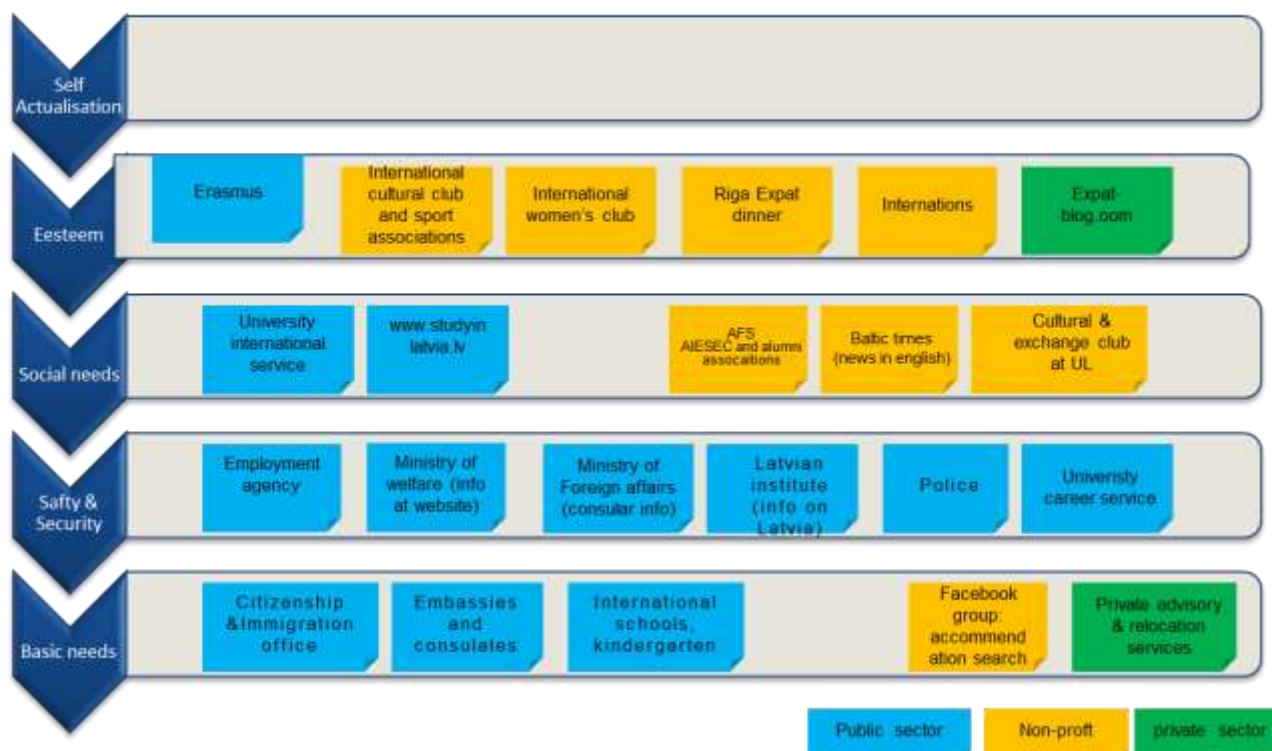 Self
Actualisation
Eesteem
Erasmus
International
cultural club
and sport
associations
International
women's club
Riga Expat
dinner
Internations
Expat-
blog.oom
Social needs
University
international
service
www.studyin
latvia.lv
AFS
AIESEC and alumni
assocaitions
Baltic times
(news in english)
Cultural &
exchange club
at UL
Safty &
Security
Employment
agency
Ministry of
welfare (info
at website)
Ministry of
Foreign affairs
(consular info)
Latvian
institute
(info on
Latvia)
Police
Univeristy
career service
Basic needs
Citizenship
&Immigration
office
Embassies
and
consulates
International
schools,
kindergarten
Facebook
group:
accommend
ation search
Private advisory
& relocation
services
Public sector
Non-proft
private sector